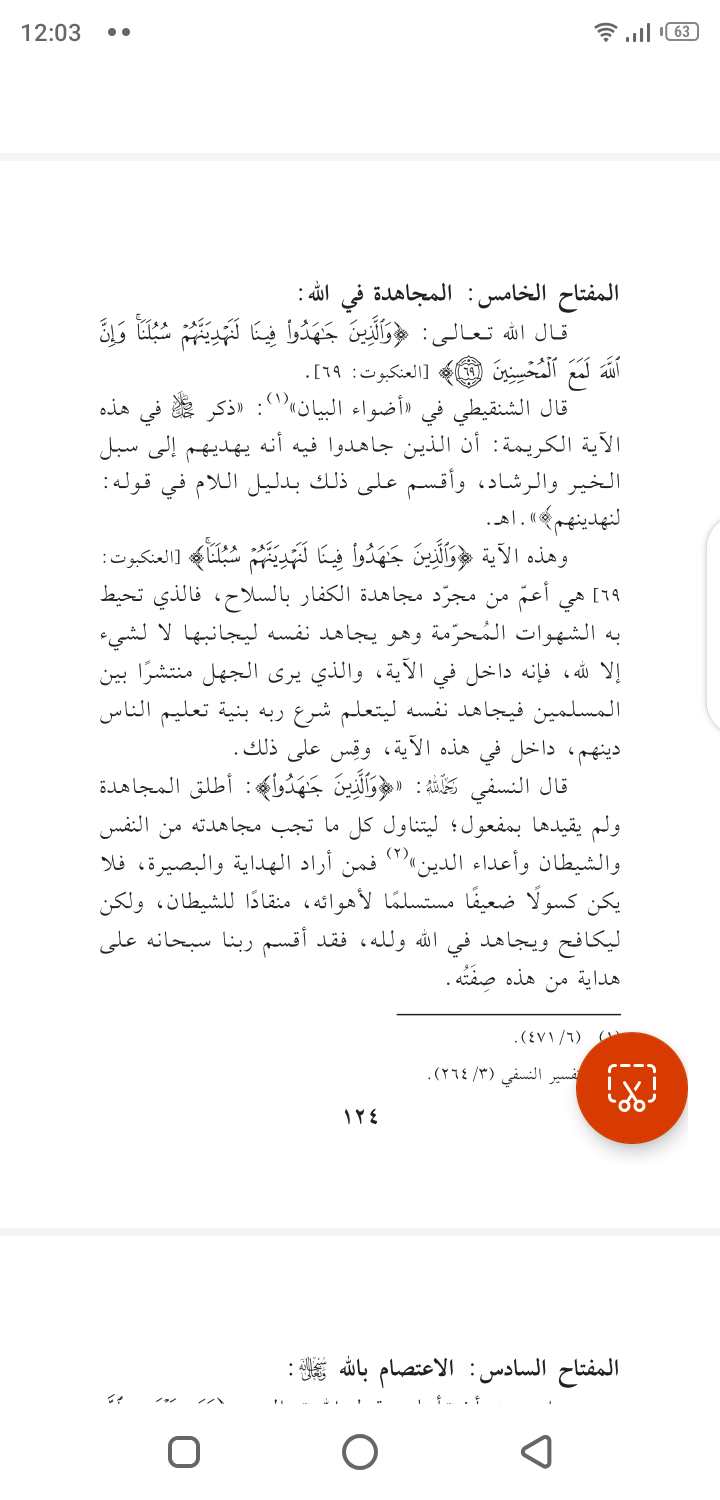 12:03
63
المفتاح الخامس: المجاهدة في الله:
قال الله تعالى: ﴿وَٱلَّذِينَ جَٰهَدُوا۟ فِينَا لَنَهْدِيَنَّهُمْ سُبُلَنَا ۚ وَإِنَّ
ٱللَّهَ لَمَعَ ٱلْمُحْسِنِينَ ٦٩﴾ [العنكبوت: ٦٩].
قال الشنقيطي في «أضواء البيان»(١): «ذكر ﷻ في هذه
الآية الكريمة: أن الذين جاهدوا فيه أنه يهديهم إلى سبل
الخير والرشاد، وأقسم على ذلك بدليل اللام في قوله:
لنهدينهم﴾». اهـ.
وهذه الآية ﴿وَٱلَّذِينَ جَٰهَدُوا۟ فِينَا لَنَهْدِيَنَّهُمْ سُبُلَنَا ۚ﴾ [العنكبوت:
٦٩] هي أعمّ من مجرّد مجاهدة الكفار بالسلاح، فالذي تحيط
به الشهوات المُحرّمة وهو يجاهد نفسه ليجانبها لا لشيء
إلا لله، فإنه داخل في الآية، والذي يرى الجهل منتشرًا بين
المسلمين فيجاهد نفسه ليتعلم شرع ربه بنية تعليم الناس
دينهم، داخل في هذه الآية، وقِس على ذلك.
قال النسفي رَحِمَهُ ٱللَّهُ: «﴿وَٱلَّذِينَ جَٰهَدُوا۟﴾: أطلق المجاهدة
ولم يقيدها بمفعول؛ ليتناول كل ما تجب مجاهدته من النفس
والشيطان وأعداء الدين»(٢) فمن أراد الهداية والبصيرة، فلا
يكن كسولًا ضعيفًا مستسلمًا لأهوائه، منقادًا للشيطان، ولكن
ليكافح ويجاهد في الله ولله، فقد أقسم ربنا سبحانه على
هداية من هذه صِفَتُه.
(١) (٦/ ٤٧١).
تفسير النسفي (٣/ ٢٦٤).
١٢٤
المفتاح السادس: الاعتصام بالله سُبْحَانَهُ وَتَعَالَىٰ: